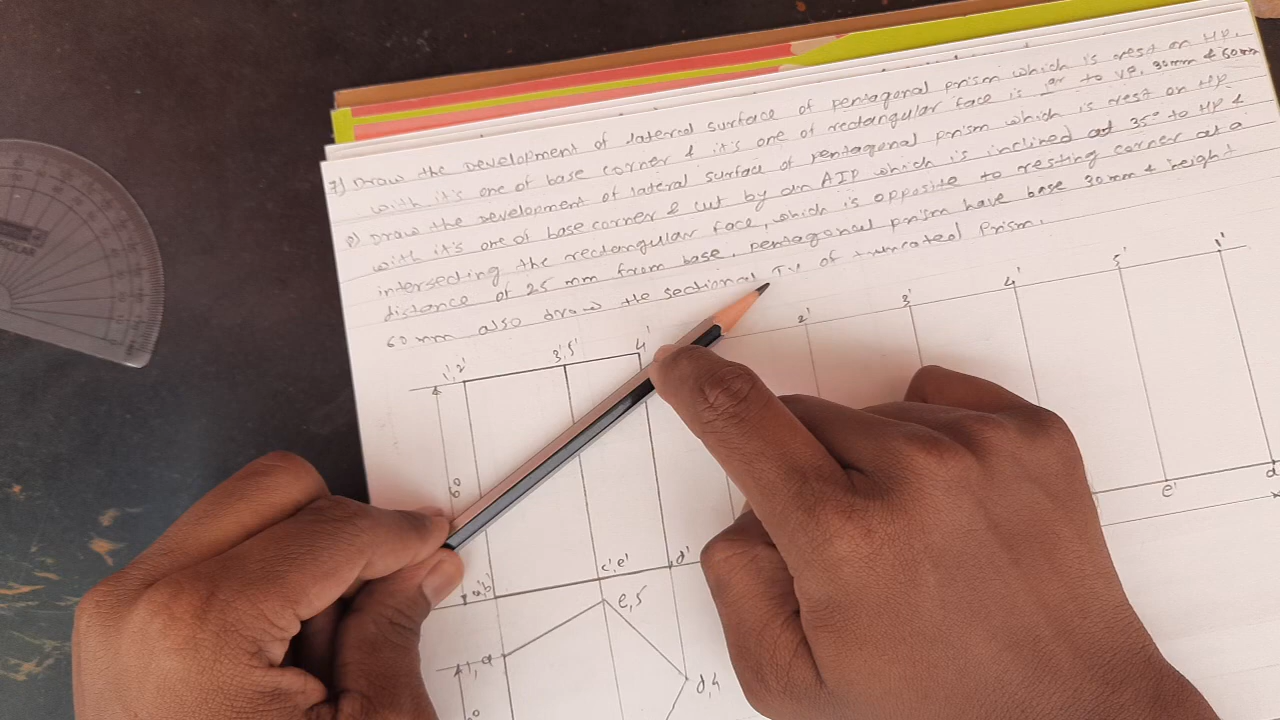 7) Draw the Development of lateral surface of pentagonal prism which is rest on HP.
with it's one of base corner & it's one of rectangular face is lar to VP. 30mm & 60mm
8) Draw the Development of lateral surface of pentagonal prism which is rest on HP
with it's one of base corner & cut by an AIP which is inclined at 35° to HP &
intersecting the rectangular face, which is opposite to resting corner at a
distance of 25 mm from base. pentagonal prism have base 30mm & height
60 mm also draw the sectional T.V of truncated Prism.
1',2' 3',5' 4' 2' 3' 4' 5' 1'
60
a',b' c',e' d' e' d
e,5
1,a
d,4